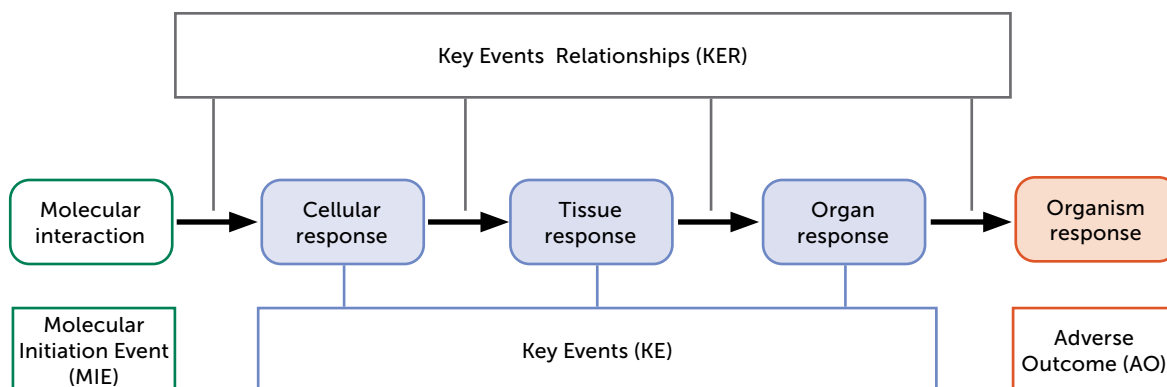 Key Events Relationships (KER)
Molecular
interaction
Cellular
response
Tissue
response
Organ
response
Organism
response
Molecular
Initiation Event
(MIE)
Key Events (KE)
Adverse
Outcome (AO)